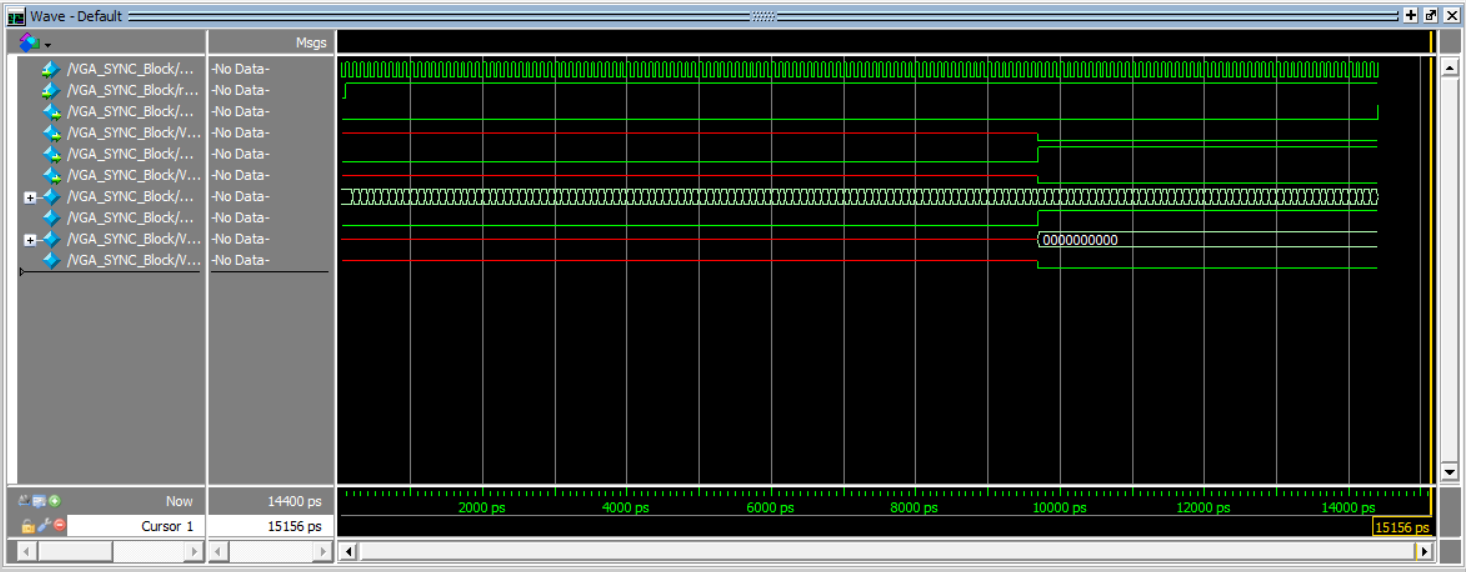 Wave - Default
Msgs
/VGA_SYNC_Block/... -No Data-
/VGA_SYNC_Block/r... -No Data-
/VGA_SYNC_Block/... -No Data-
/VGA_SYNC_Block/V... -No Data-
/VGA_SYNC_Block/... -No Data-
/VGA_SYNC_Block/V... -No Data-
/VGA_SYNC_Block/... -No Data-
/VGA_SYNC_Block/... -No Data-
/VGA_SYNC_Block/V... -No Data- 0000000000
/VGA_SYNC_Block/V... -No Data-
Now 14400 ps
2000 ps 4000 ps 6000 ps 8000 ps 10000 ps 12000 ps 14000 ps
Cursor 1 15156 ps 15156 ps